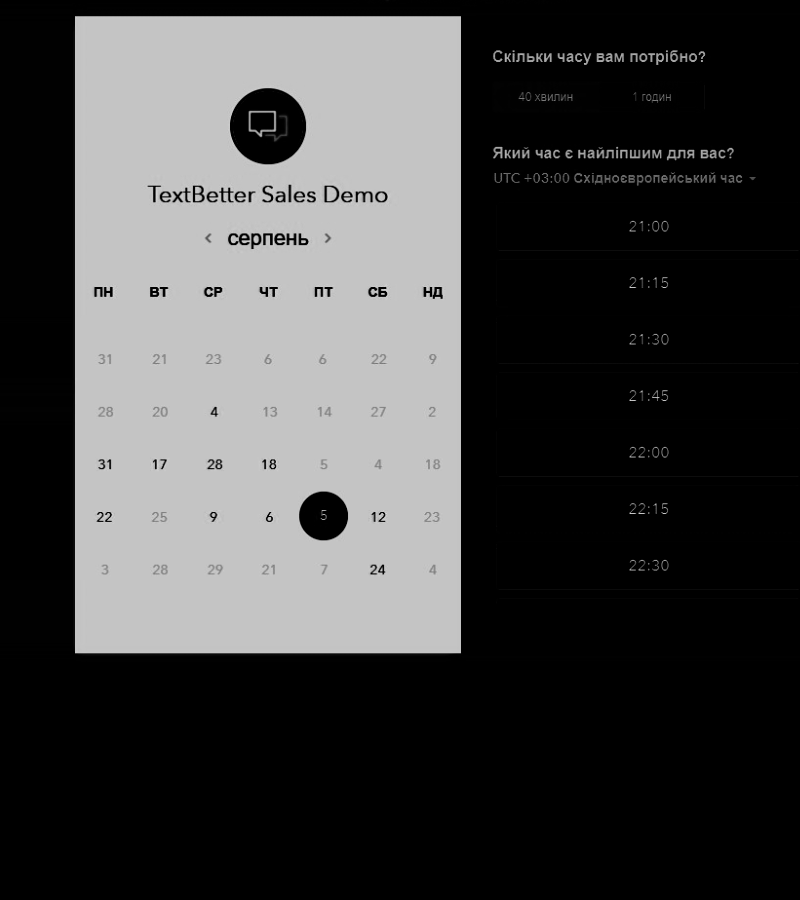 TextBetter Sales Demo
серпень
ПН ВТ СР ЧТ ПТ СБ НД
31 21 23 6 6 22 9
28 20 4 13 14 27 2
31 17 28 18 5 4 18
22 25 9 6 5 12 23
3 28 29 21 7 24 4
Скільки часу вам потрібно?
40 хвилин 1 годин
Який час є найліпшим для вас?
UTC +03:00 Східноєвропейський час
21:00
21:15
21:30
21:45
22:00
22:15
22:30